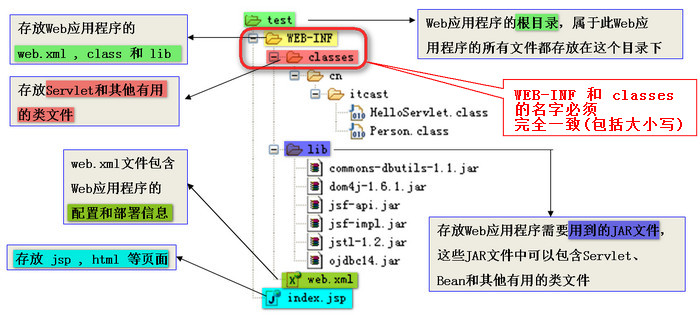 存放Web应用程序的
web.xml , class 和 lib
存放Servlet和其他有用
的类文件
web.xml文件包含
Web应用程序的
配置和部署信息
存放 jsp , html 等页面
test
WEB-INF
classes
cn
itcast
HelloServlet.class
Person.class
lib
commons-dbutils-1.1.jar
dom4j-1.6.1.jar
jsf-api.jar
jsf-impl.jar
jstl-1.2.jar
ojdbc14.jar
web.xml
index.jsp
Web应用程序的根目录，属于此Web应
用程序的所有文件都存放在这个目录下
WEB-INF 和 classes
的名字必须
完全一致(包括大小写)
存放Web应用程序需要用到的JAR文件,
这些JAR文件中可以包含Servlet、
Bean和其他有用的类文件